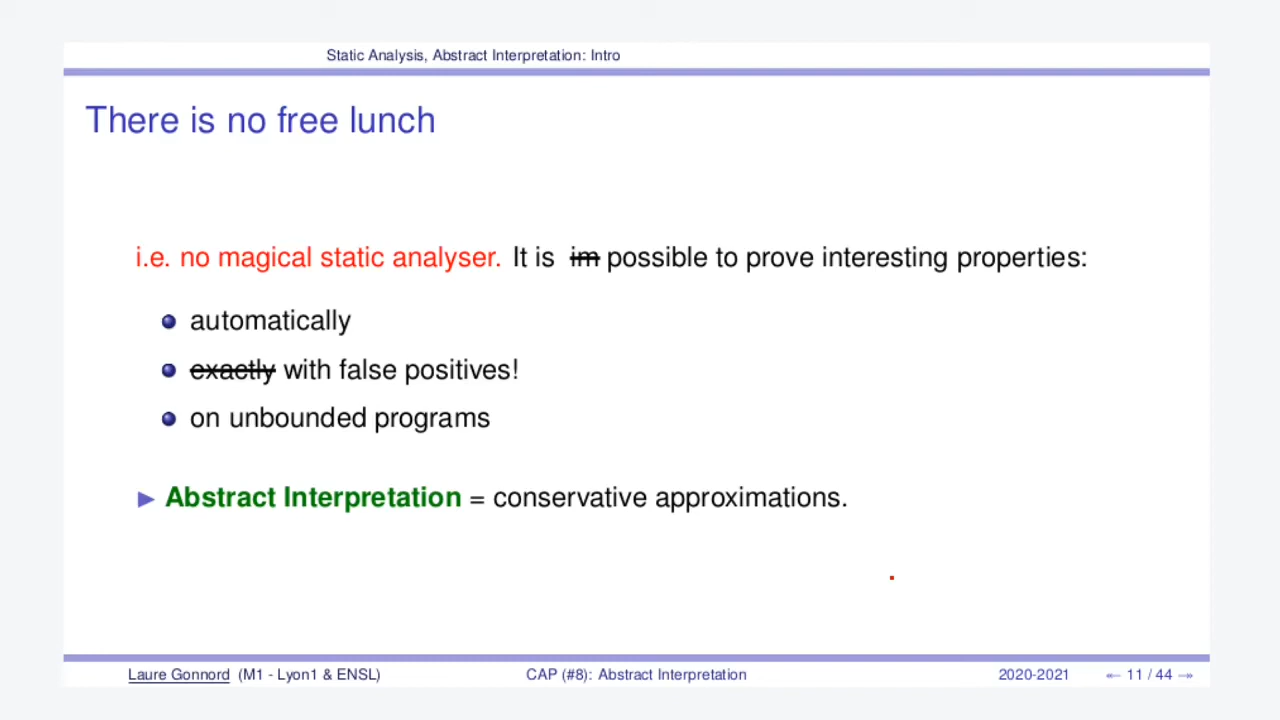 Static Analysis, Abstract Interpretation: Intro
There is no free lunch
i.e. no magical static analyser. It is im possible to prove interesting properties:
automatically
exactly with false positives!
on unbounded programs
Abstract Interpretation = conservative approximations.
Laure Gonnord (M1 - Lyon1 & ENSL) CAP (#8): Abstract Interpretation 2020-2021 ← 11 / 44 →